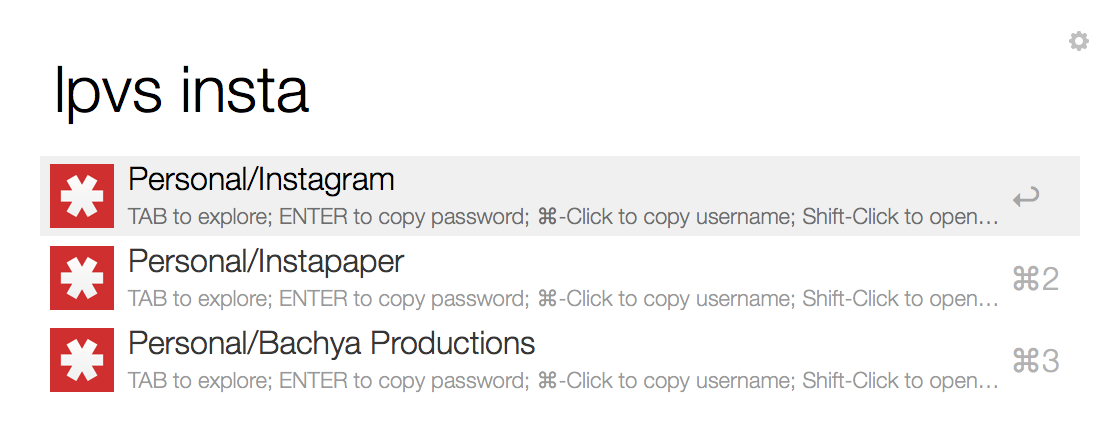 lpvs insta
Personal/Instagram
TAB to explore; ENTER to copy password; ⌘-Click to copy username; Shift-Click to open…
Personal/Instapaper
TAB to explore; ENTER to copy password; ⌘-Click to copy username; Shift-Click to open…
⌘2
Personal/Bachya Productions
TAB to explore; ENTER to copy password; ⌘-Click to copy username; Shift-Click to open…
⌘3